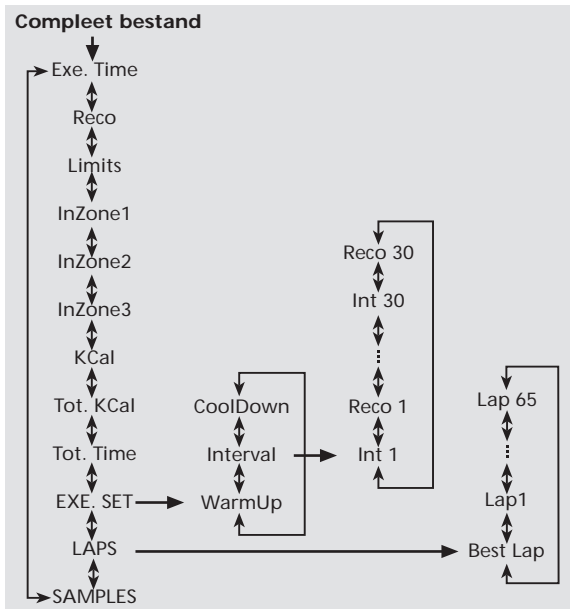 Compleet bestand
Exe. Time
Reco
Limits
InZone1
InZone2
InZone3
KCal
Tot. KCal
Tot. Time
EXE. SET
LAPS
SAMPLES
CoolDown
Interval
WarmUp
Reco 30
Int 30
Reco 1
Int 1
Lap 65
Lap1
Best Lap